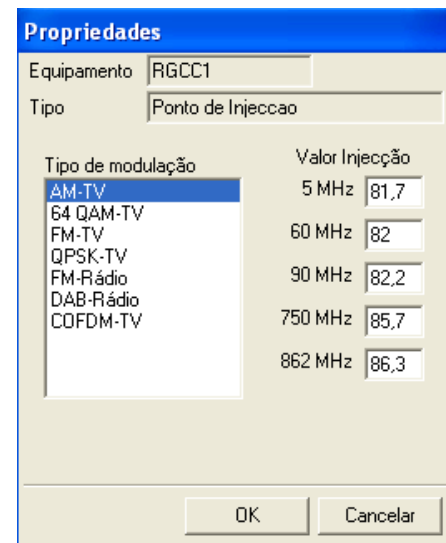 Propriedades
Equipamento RGCC1
Tipo Ponto de Injeccao
Tipo de modulação
AM-TV
64 QAM-TV
FM-TV
QPSK-TV
FM-Rádio
DAB-Rádio
COFDM-TV
Valor Injecção
5 MHz 81,7
60 MHz 82
90 MHz 82,2
750 MHz 85,7
862 MHz 86,3
OK Cancelar